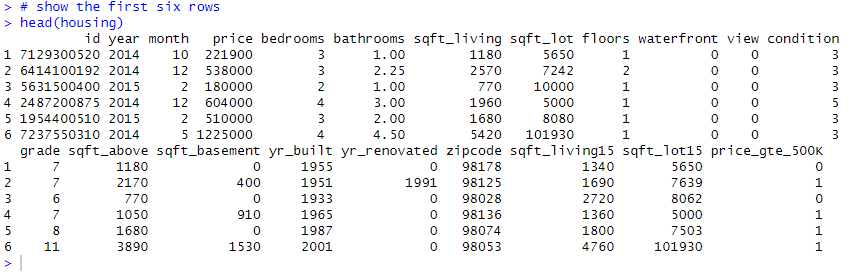 > # show the first six rows
> head(housing)
id year month price bedrooms bathrooms sqft_living sqft_lot floors waterfront view condition
1 7129300520 2014 10 221900 3 1.00 1180 5650 1 0 0 3
2 6414100192 2014 12 538000 3 2.25 2570 7242 2 0 0 3
3 5631500400 2015 2 180000 2 1.00 770 10000 1 0 0 3
4 2487200875 2014 12 604000 4 3.00 1960 5000 1 0 0 5
5 1954400510 2015 2 510000 3 2.00 1680 8080 1 0 0 3
6 7237550310 2014 5 1225000 4 4.50 5420 101930 1 0 0 3
grade sqft_above sqft_basement yr_built yr_renovated zipcode sqft_living15 sqft_lot15 price_gte_500K
1 7 1180 0 1955 0 98178 1340 5650 0
2 7 2170 400 1951 1991 98125 1690 7639 1
3 6 770 0 1933 0 98028 2720 8062 0
4 7 1050 910 1965 0 98136 1360 5000 1
5 8 1680 0 1987 0 98074 1800 7503 1
6 11 3890 1530 2001 0 98053 4760 101930 1
>